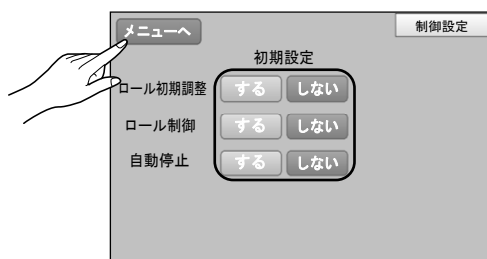 メニューへ
制御設定
初期設定
ロール初期調整 する しない
ロール制御 する しない
自動停止 する しない